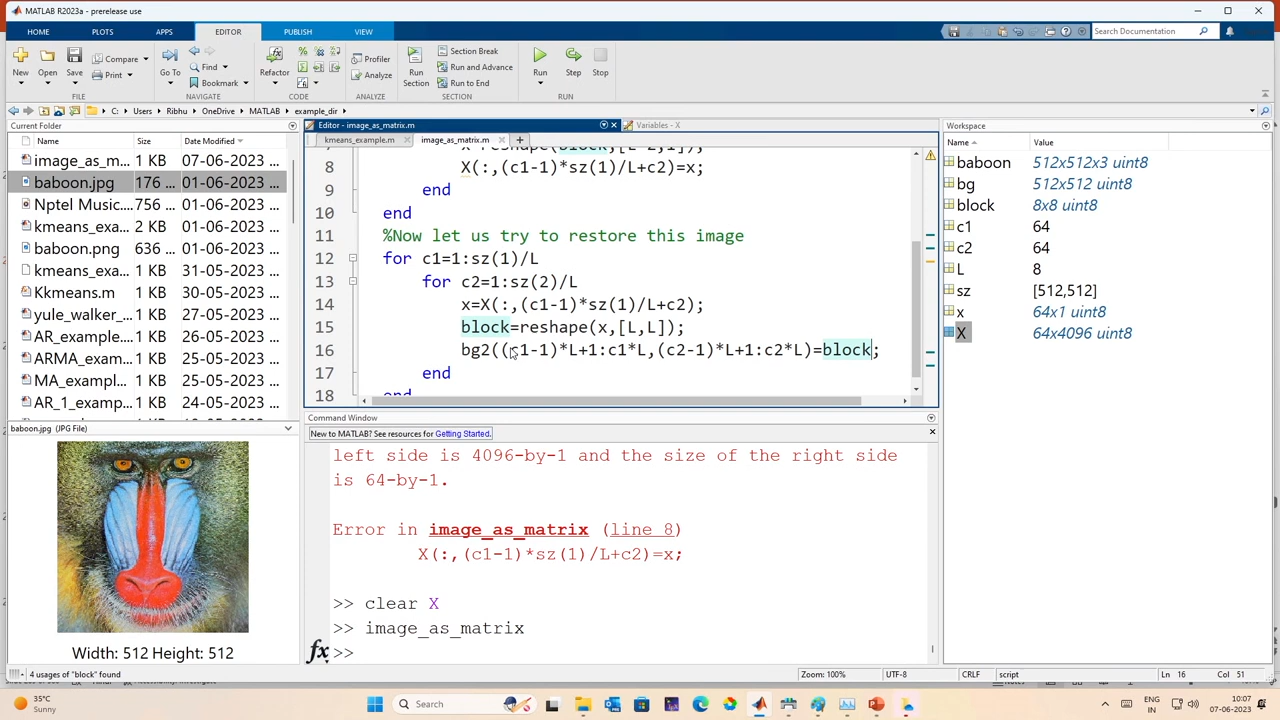 MATLAB R2023a - prerelease use
HOME PLOTS APPS EDITOR PUBLISH VIEW Search Documentation
New Open Save Compare Print Go To Find Bookmark Refactor Profiler Analyze Run Section Section Break Run and Advance Run to End Run Step Stop
FILE NAVIGATE CODE ANALYZE SECTION RUN
C: Users Ribhu OneDrive MATLAB example_dir
Current Folder
Name Size Date Modified
image_as_m... 1 KB 07-06-2023
baboon.jpg 176 ... 01-06-2023
Nptel Music.... 756 ... 01-06-2023
kmeans_exa... 2 KB 01-06-2023
baboon.png 636 ... 01-06-2023
kmeans_exa... 1 KB 31-05-2023
Kkmeans.m 1 KB 30-05-2023
yule_walker_... 1 KB 31-05-2023
AR_example... 1 KB 31-05-2023
ARMA_exam... 1 KB 31-05-2023
MA_exampl... 1 KB 31-05-2023
AR_1_examp... 1 KB 24-05-2023
baboon.jpg (JPG File)
Width: 512 Height: 512
Editor - image_as_matrix.m Variables - X
kmeans_example.m image_as_matrix.m
8 X(:,(c1-1)*sz(1)/L+c2)=x;
9 end
10 end
11 %Now let us try to restore this image
12 for c1=1:sz(1)/L
13 for c2=1:sz(2)/L
14 x=X(:,(c1-1)*sz(1)/L+c2);
15 block=reshape(x,[L,L]);
16 bg2((c1-1)*L+1:c1*L,(c2-1)*L+1:c2*L)=block;
17 end
18 end
Command Window
New to MATLAB? See resources for Getting Started.
left side is 4096-by-1 and the size of the right side
is 64-by-1.
Error in image_as_matrix (line 8)
X(:,(c1-1)*sz(1)/L+c2)=x;
>> clear X
>> image_as_matrix
fx >>
Workspace
Name Value
baboon 512x512x3 uint8
bg 512x512 uint8
block 8x8 uint8
c1 64
c2 64
L 8
sz [512,512]
x 64x1 uint8
X 64x4096 uint8
4 usages of "block" found Zoom: 100% UTF-8 CRLF script Ln 16 Col 51
35°C
Sunny
Search
ENG
IN
10:07
07-06-2023